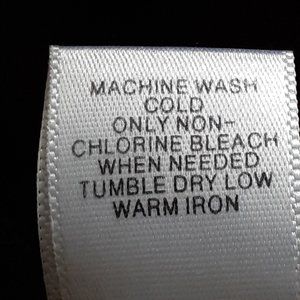 MACHINE WASH
COLD
ONLY NON-
CHLORINE BLEACH
WHEN NEEDED
TUMBLE DRY LOW
WARM IRON